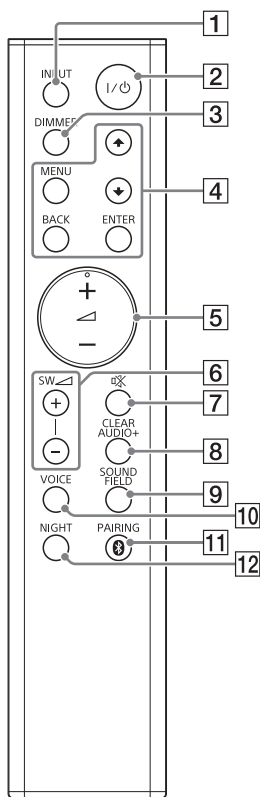 1
INPUT
2
I/⏻
DIMMER
3
MENU
4
BACK
ENTER
+
–
5
SW
6
+
–
7
CLEAR
AUDIO+
8
SOUND
FIELD
9
VOICE
10
NIGHT
PAIRING
11
12